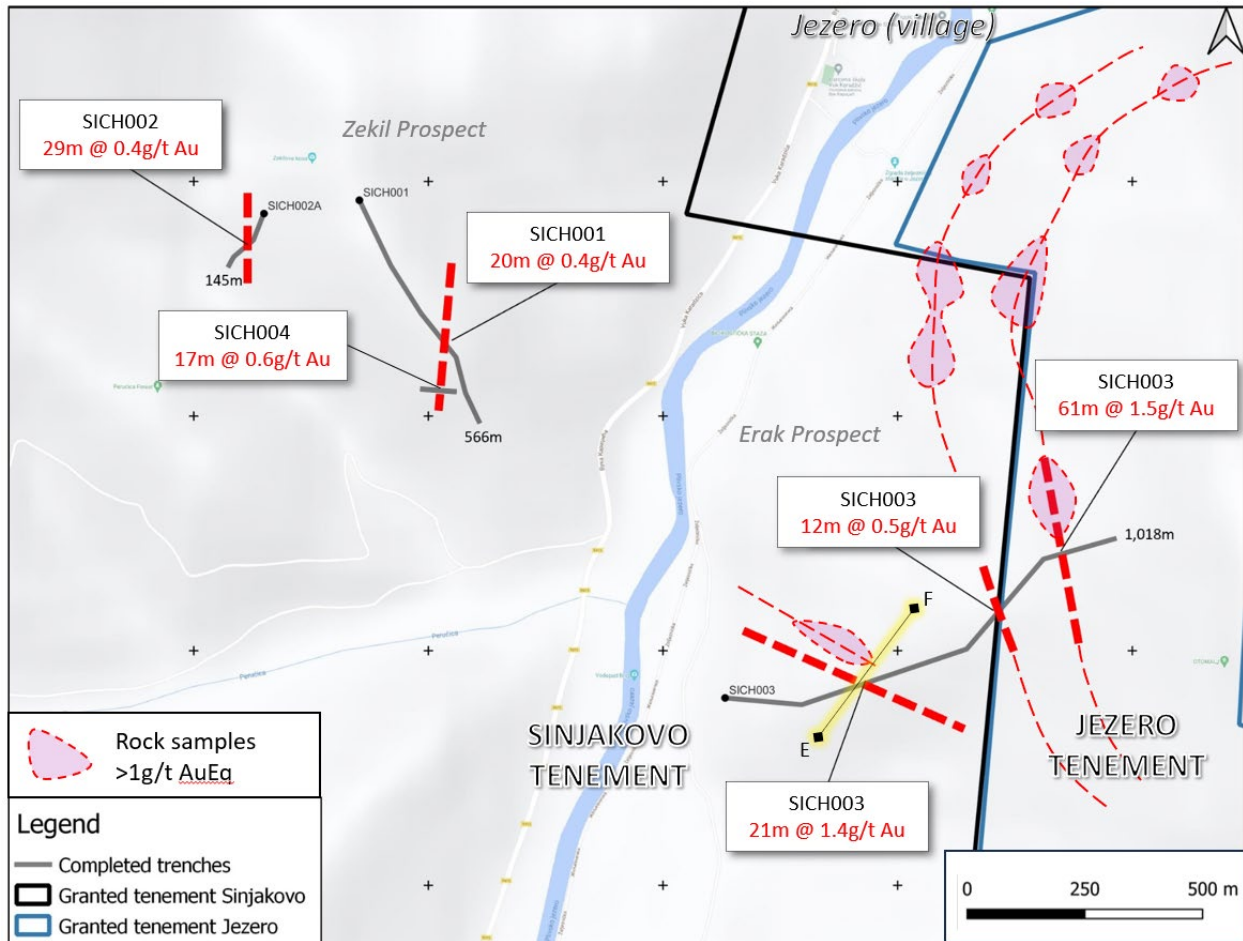 Jezero (village)
SICH002
29m @ 0.4g/t Au
Zekil Prospect
SICH002A
SICH001
145m
SICH001
20m @ 0.4g/t Au
SICH004
17m @ 0.6g/t Au
566m
Erak Prospect
SICH003
61m @ 1.5g/t Au
SICH003
12m @ 0.5g/t Au
1,018m
F
SICH003
E
Perućica
Perućica
SINJAKOVO
TENEMENT
JEZERO
TENEMENT
SICH003
21m @ 1.4g/t Au
Rock samples
>1g/t AuEq
Legend
Completed trenches
Granted tenement Sinjakovo
Granted tenement Jezero
0 250 500 m